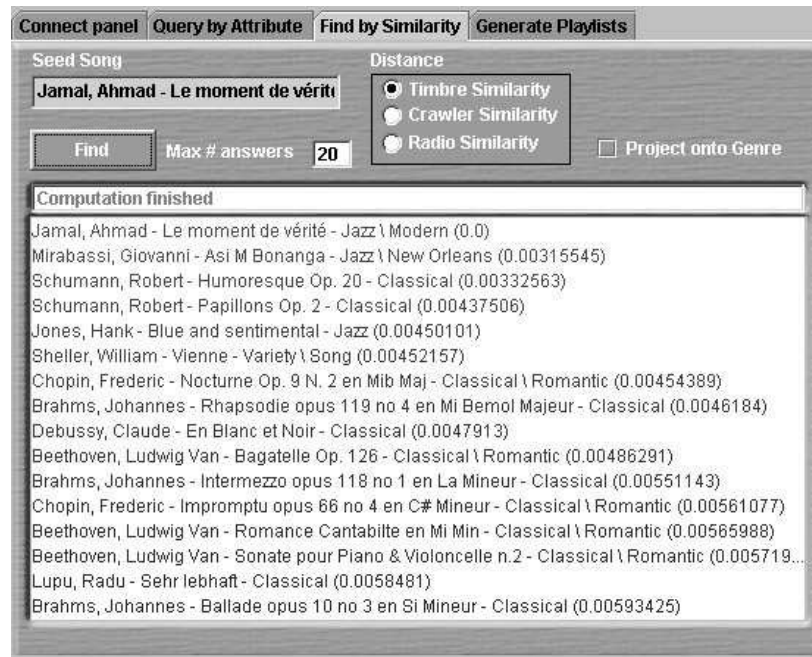 Connect panel Query by Attribute Find by Similarity Generate Playlists
Seed Song
Distance
Jamal, Ahmad - Le moment de vérit
Timbre Similarity
Crawler Similarity
Radio Similarity
Find Max # answers 20
Project onto Genre
Computation finished
Jamal, Ahmad - Le moment de vérité - Jazz \ Modern (0.0)
Mirabassi, Giovanni - Asi M Bonanga - Jazz \ New Orleans (0.00315545)
Schumann, Robert - Humoresque Op. 20 - Classical (0.00332563)
Schumann, Robert - Papillons Op. 2 - Classical (0.00437506)
Jones, Hank - Blue and sentimental - Jazz (0.00450101)
Sheller, William - Vienne - Variety \ Song (0.00452157)
Chopin, Frederic - Nocturne Op. 9 N. 2 en Mib Maj - Classical \ Romantic (0.00454389)
Brahms, Johannes - Rhapsodie opus 119 no 4 en Mi Bemol Majeur - Classical (0.0046184)
Debussy, Claude - En Blanc et Noir - Classical (0.0047913)
Beethoven, Ludwig Van - Bagatelle Op. 126 - Classical \ Romantic (0.00486291)
Brahms, Johannes - Intermezzo opus 118 no 1 en La Mineur - Classical (0.00551143)
Chopin, Frederic - Impromptu opus 66 no 4 en C# Mineur - Classical \ Romantic (0.00561077)
Beethoven, Ludwig Van - Romance Cantabilte en Mi Min - Classical \ Romantic (0.00565988)
Beethoven, Ludwig Van - Sonate pour Piano & Violoncelle n.2 - Classical \ Romantic (0.005719...
Lupu, Radu - Sehr lebhaft - Classical (0.0058481)
Brahms, Johannes - Ballade opus 10 no 3 en Si Mineur - Classical (0.00593425)